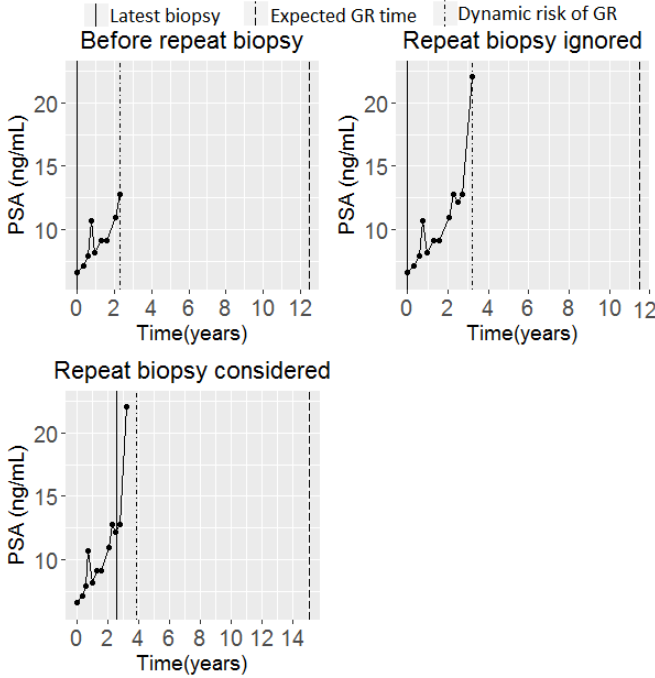 Latest biopsy Expected GR time Dynamic risk of GR
Before repeat biopsy
PSA (ng/mL)
20
15
10
0 2 4 6 8 10 12
Time(years)
Repeat biopsy ignored
PSA (ng/mL)
20
15
10
0 2 4 6 8 10 12
Time(years)
Repeat biopsy considered
PSA (ng/mL)
20
15
10
0 2 4 6 8 10 12 14
Time(years)